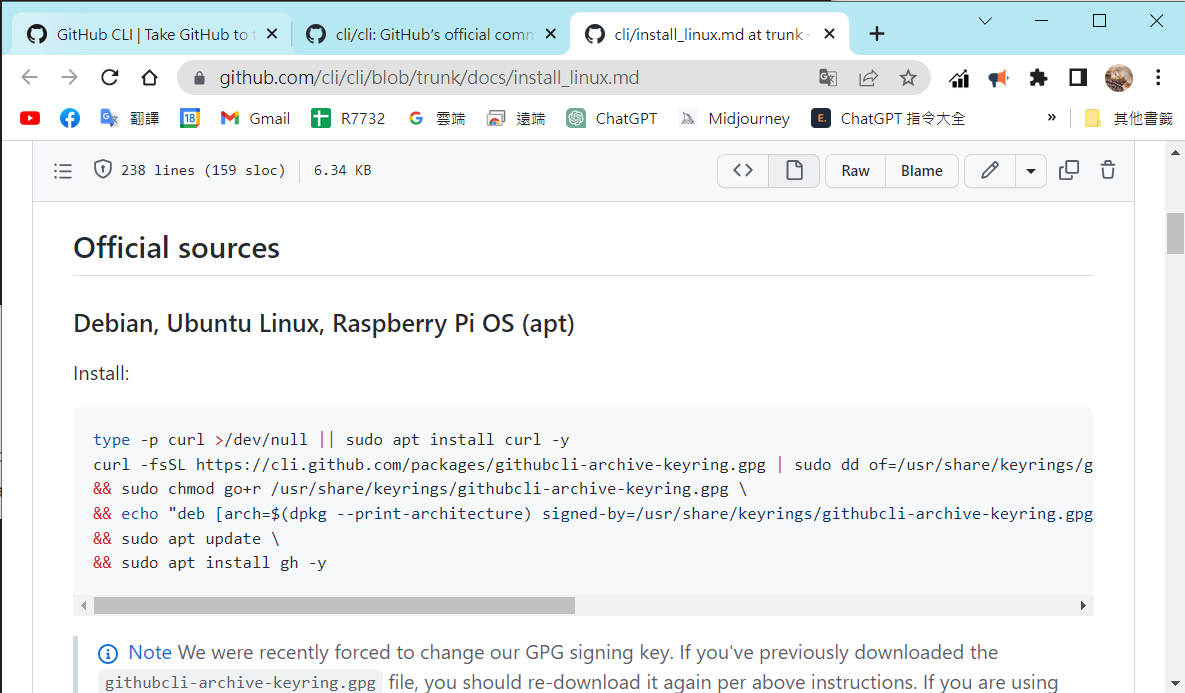 GitHub CLI | Take GitHub to t
cli/cli: GitHub's official comm
cli/install_linux.md at trunk ·
github.com/cli/cli/blob/trunk/docs/install_linux.md
翻譯
18
Gmail
R7732
雲端
遠端
ChatGPT
Midjourney
E.
ChatGPT 指令大全
»
其他書籤
238 lines (159 sloc)
6.34 KB
<>
Raw
Blame
Official sources
Debian, Ubuntu Linux, Raspberry Pi OS (apt)
Install:
type -p curl >/dev/null || sudo apt install curl -y
curl -fsSL https://cli.github.com/packages/githubcli-archive-keyring.gpg | sudo dd of=/usr/share/keyrings/g
&& sudo chmod go+r /usr/share/keyrings/githubcli-archive-keyring.gpg \
&& echo "deb [arch=$(dpkg --print-architecture) signed-by=/usr/share/keyrings/githubcli-archive-keyring.gpg
&& sudo apt update \
&& sudo apt install gh -y
Note We were recently forced to change our GPG signing key. If you've previously downloaded the
githubcli-archive-keyring.gpg file, you should re-download it again per above instructions. If you are using